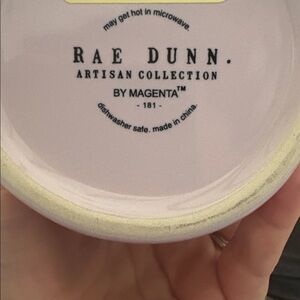 may get hot in microwave.
RAE DUNN.
ARTISAN COLLECTION
BY MAGENTA™
- 181 -
dishwasher safe. made in china.